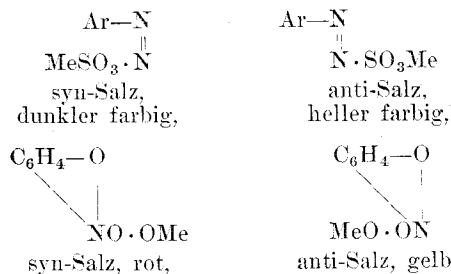 Ar—N Ar—N
MeSO₃·N N·SO₃Me
syn-Salz, anti-Salz,
dunkler farbig, heller farbig,
C₆H₄—O C₆H₄—O
NO·OMe MeO·ON
syn-Salz, rot, anti-Salz, gelb